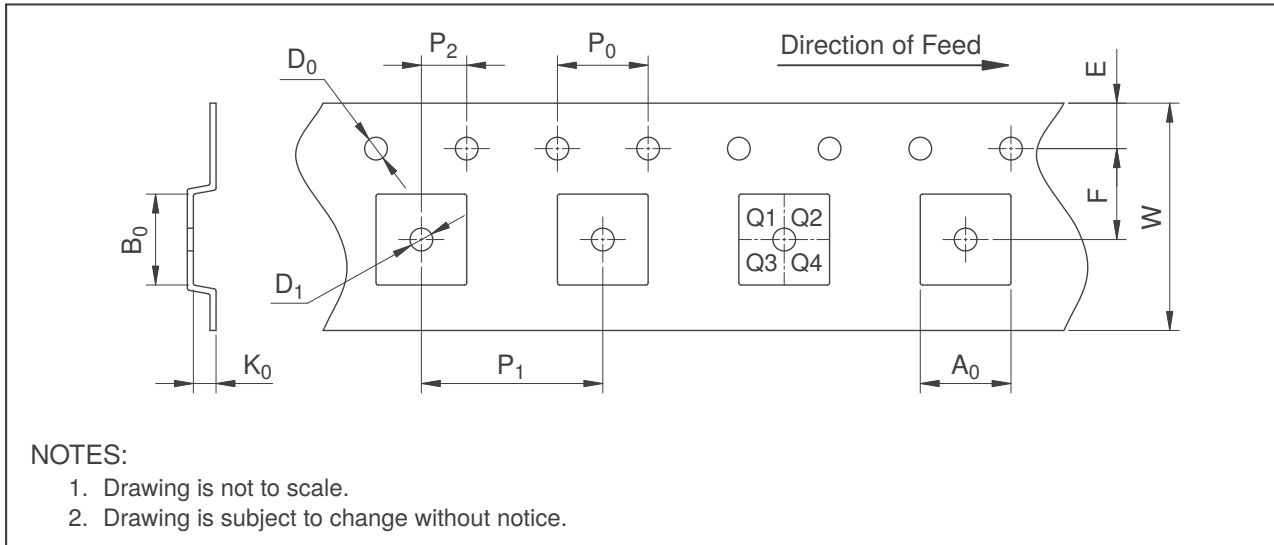 P₂ P₀ Direction of Feed
D₀
E
F
W
B₀
Q1 Q2
Q3 Q4
D₁
K₀
P₁
A₀
NOTES:
1. Drawing is not to scale.
2. Drawing is subject to change without notice.